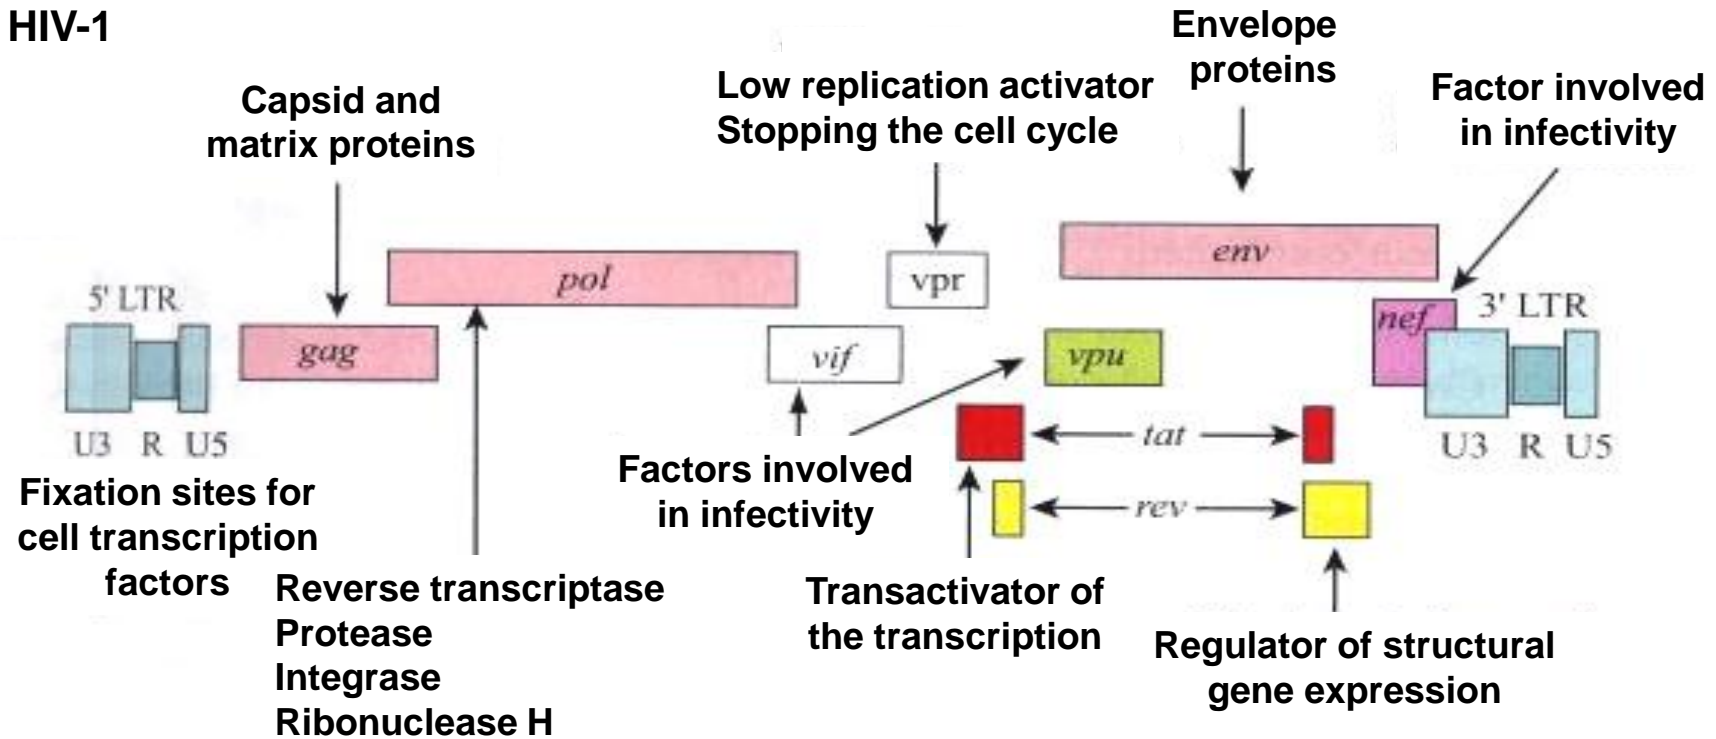 HIV-1
Envelope
proteins
Low replication activator
Stopping the cell cycle
Factor involved
in infectivity
Capsid and
matrix proteins
env
pol
vpr
5' LTR
nef
3' LTR
gag
vif
vpu
U3 R U5
tat
U3 R U5
Factors involved
in infectivity
Fixation sites for
cell transcription
factors
rev
Reverse transcriptase
Protease
Integrase
Ribonuclease H
Transactivator of
the transcription
Regulator of structural
gene expression